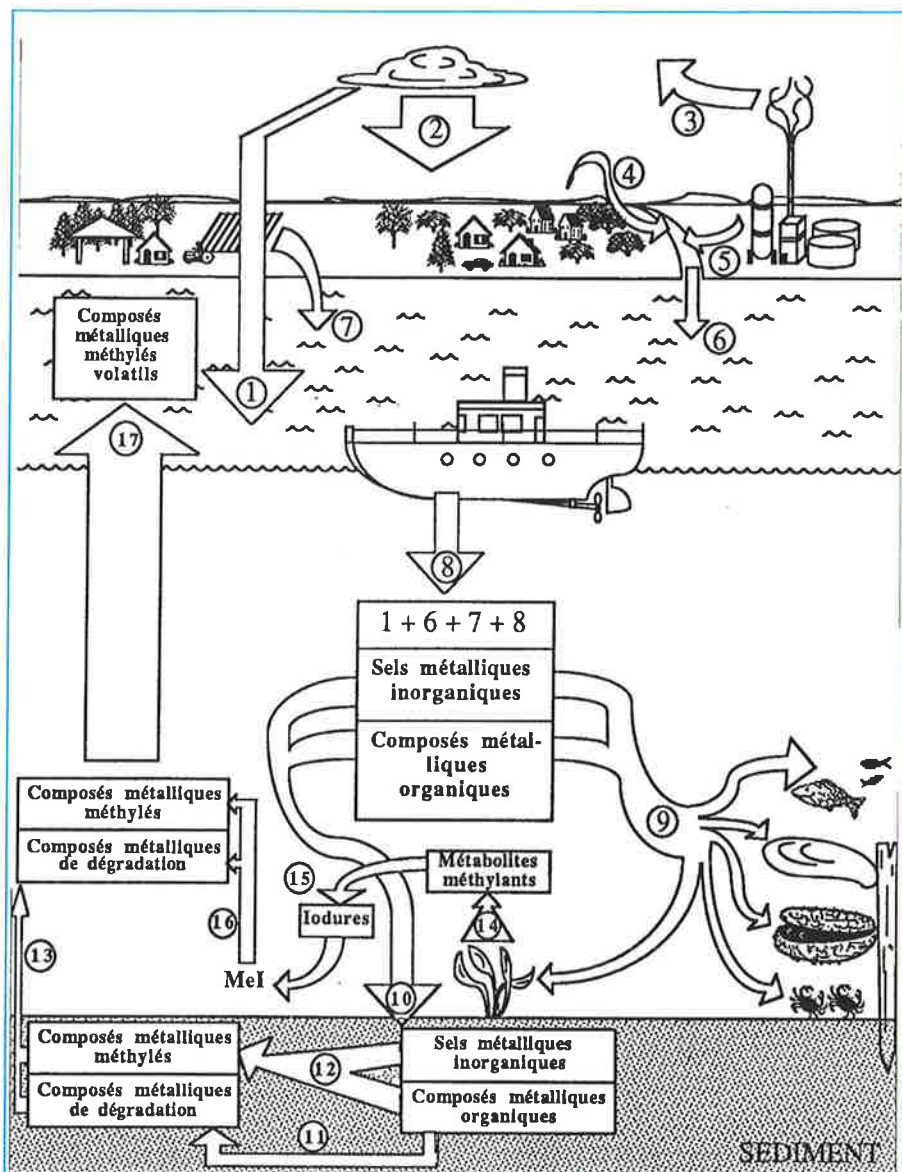 2
3
4
5
6
7
Composés
métalliques
méthylés
volatils
1
17
8
1 + 6 + 7 + 8
Sels métalliques
inorganiques
Composés métal-
liques
organiques
9
Composés métalliques
méthylés
Composés métalliques
de dégradation
15
Métabolites
méthylants
Iodures
14
16
13
MeI
10
Composés métalliques
méthylés
Composés métalliques
de dégradation
12
Sels métalliques
inorganiques
Composés métalliques
organiques
11
SEDIMENT